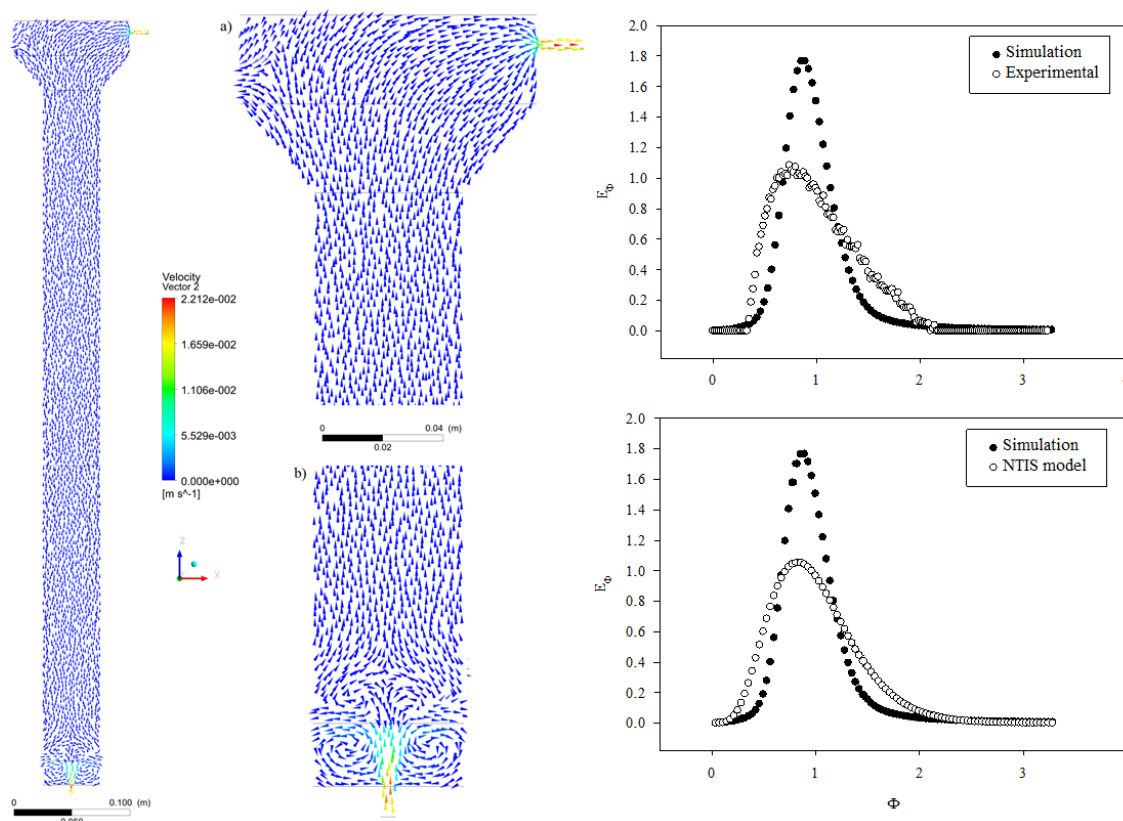 Velocity
Vector 2
2.212e-002
1.659e-002
1.106e-002
5.529e-003
0.000e+000
[m s^-1]
Z
X
0
0.100 (m)
a)
0
0.04 (m)
0.02
b)
2.0
1.8
1.6
1.4
1.2
1.0
0.8
0.6
0.4
0.2
0.0
E_Φ
Simulation
Experimental
0
1
2
3
2.0
1.8
1.6
1.4
1.2
1.0
0.8
0.6
0.4
0.2
0.0
E_Φ
Simulation
NTIS model
0
1
2
3
Φ